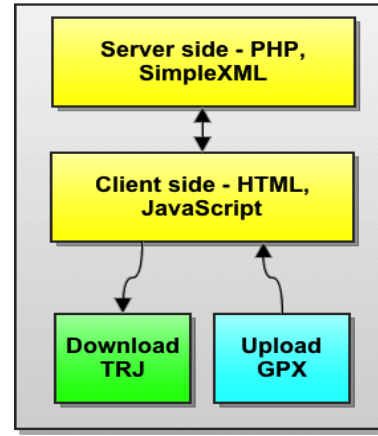 Server side - PHP,
SimpleXML
Client side - HTML,
JavaScript
Download
TRJ
Upload
GPX